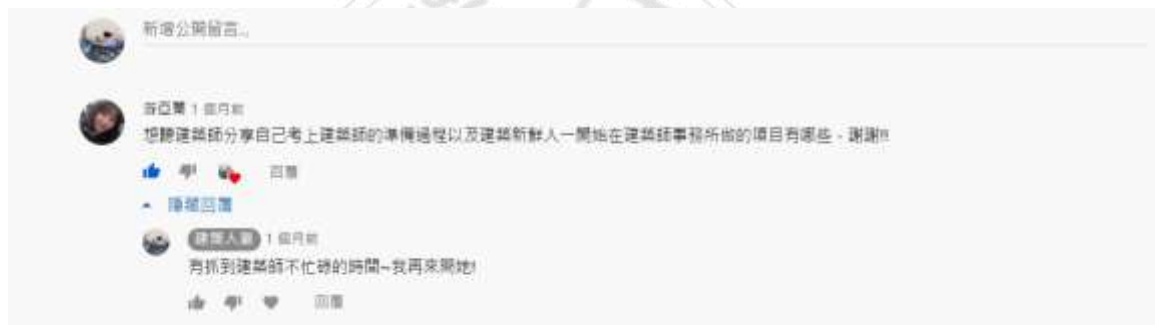 新增公開留言...
1 個月前
想聽建築師分享自己考上建築師的準備過程以及建築新鮮人一開始在建築師事務所做的項目有哪些，謝謝!!!
回覆
隱藏回覆
1 個月前
有抓到建築師不忙碌的時間~我再來問她!
回覆